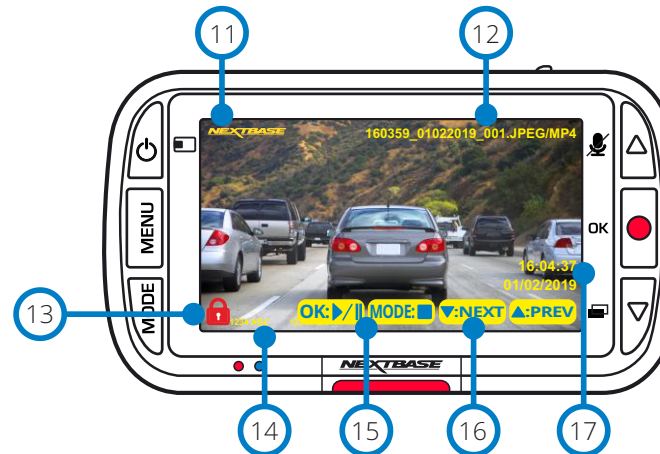 11 12
NEXTBASE 160359_01022019_001.JPEG/MP4
MENU OK
16:04:37
01/02/2019
13 MODE OK: MODE: :NEXT :PREV
NEXTBASE
14 15 16 17